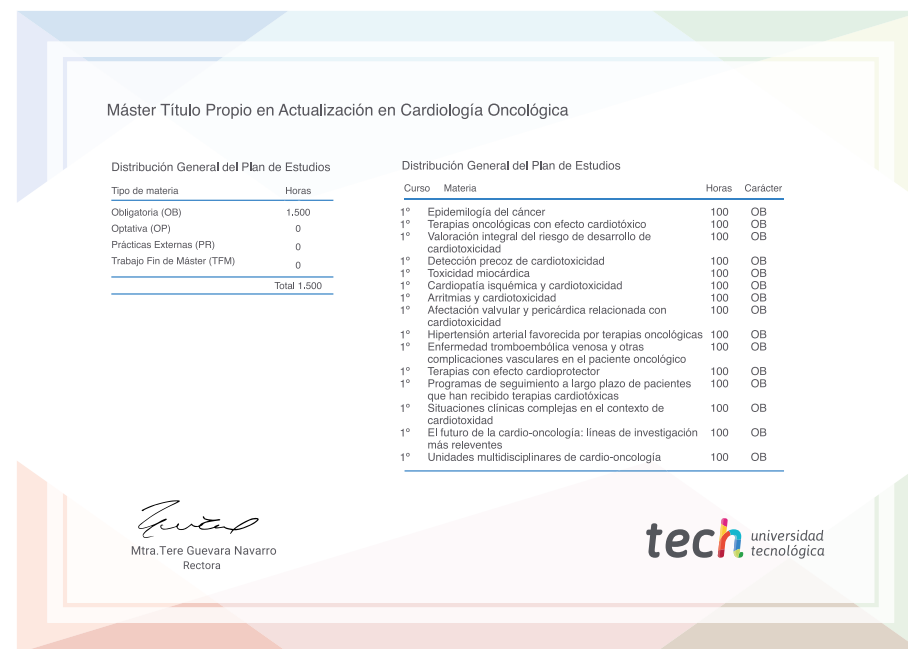 Máster Título Propio en Actualización en Cardiología Oncológica
Distribución General del Plan de Estudios
Tipo de materia Horas
Obligatoria (OB) 1.500
Optativa (OP) 0
Prácticas Externas (PR) 0
Trabajo Fin de Máster (TFM) 0
Total 1.500
Distribución General del Plan de Estudios
Curso Materia Horas Carácter
1º Epidemilogía del cáncer 100 OB
1º Terapias oncológicas con efecto cardiotóxico 100 OB
1º Valoración integral del riesgo de desarrollo de 100 OB
cardiotoxicidad
1º Detección precoz de cardiotoxicidad 100 OB
1º Toxicidad miocárdica 100 OB
1º Cardiopatía isquémica y cardiotoxicidad 100 OB
1º Arritmias y cardiotoxicidad 100 OB
1º Afectación valvular y pericárdica relacionada con 100 OB
cardiotoxicidad
1º Hipertensión arterial favorecida por terapias oncológicas 100 OB
1º Enfermedad tromboembólica venosa y otras 100 OB
complicaciones vasculares en el paciente oncológico
1º Terapias con efecto cardioprotector 100 OB
1º Programas de seguimiento a largo plazo de pacientes 100 OB
que han recibido terapias cardiotóxicas
1º Situaciones clínicas complejas en el contexto de 100 OB
cardiotoxidad
1º El futuro de la cardio-oncología: líneas de investigación 100 OB
más releventes
1º Unidades multidisciplinares de cardio-oncología 100 OB
Mtra.Tere Guevara Navarro
Rectora
tech universidad
tecnológica